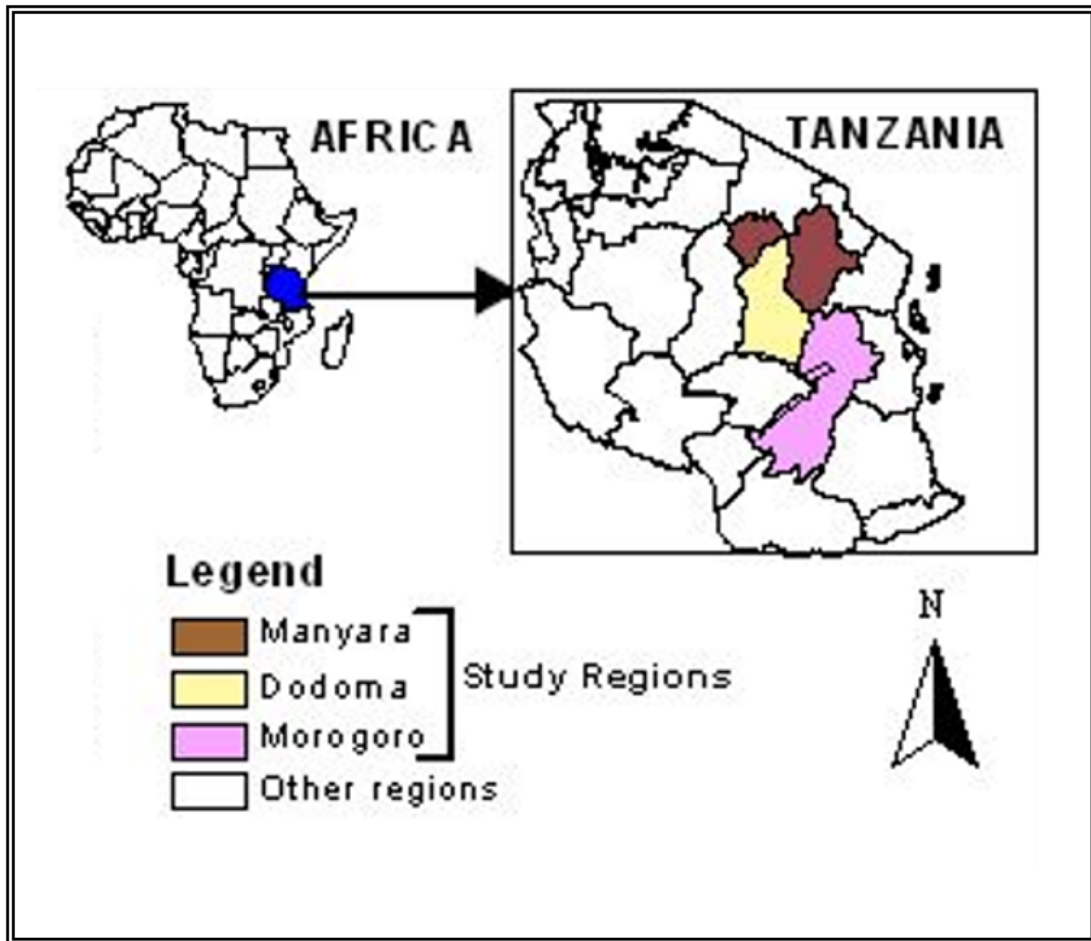 AFRICA
TANZANIA
Legend
Manyara
Dodoma
Morogoro
Study Regions
Other regions
N